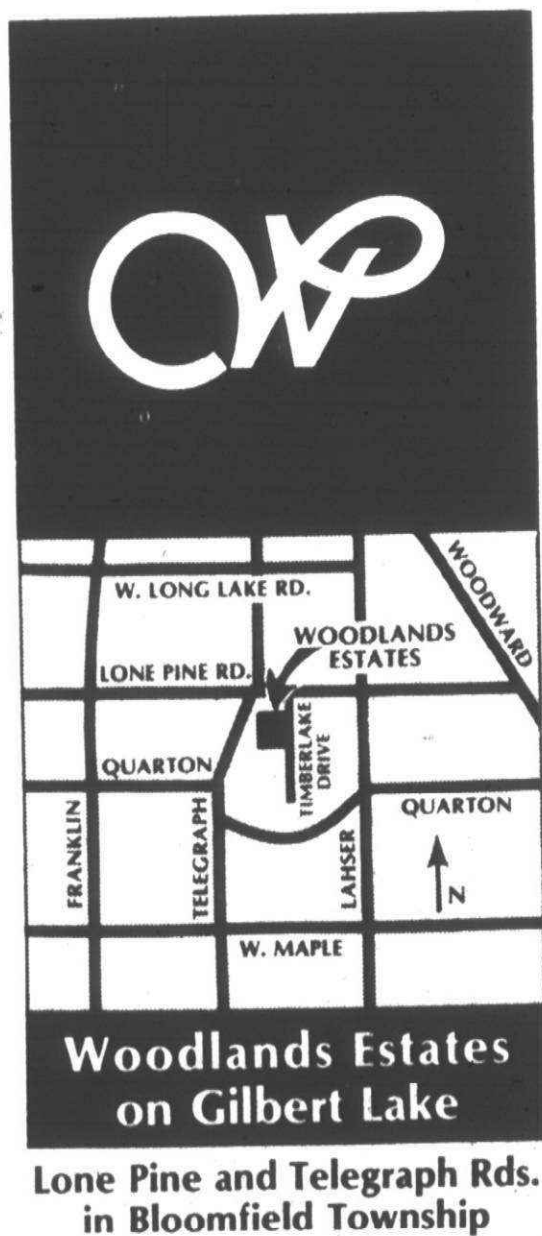 W. LONG LAKE RD.
WOODWARD
WOODLANDS
ESTATES
LONE PINE RD.
QUARTON
TIMBERLAKE
DRIVE
FRANKLIN
TELEGRAPH
LAHSER
QUARTON
N
W. MAPLE
Woodlands Estates
on Gilbert Lake
Lone Pine and Telegraph Rds.
in Bloomfield Township